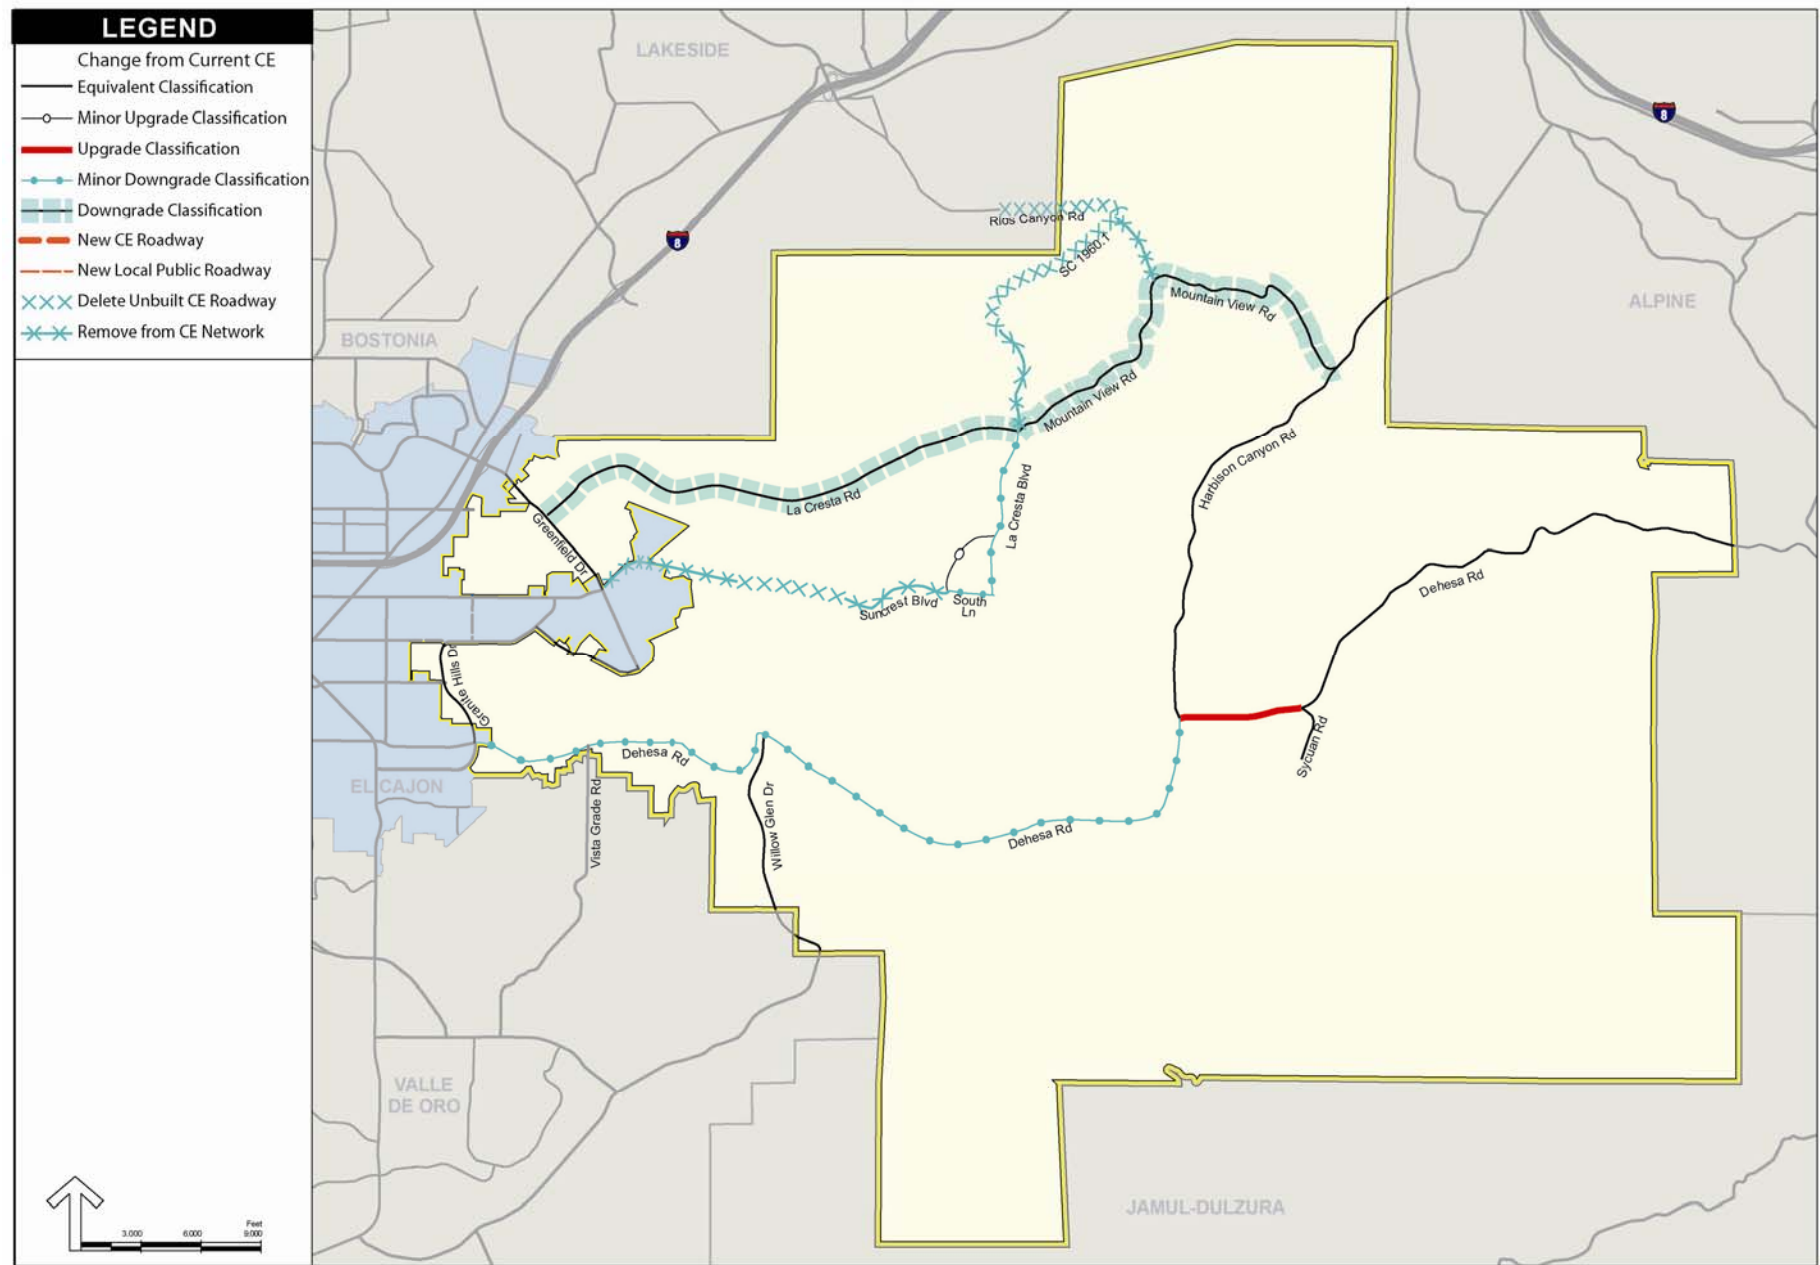 LEGEND
Change from Current CE
Equivalent Classification
Minor Upgrade Classification
Upgrade Classification
Minor Downgrade Classification
Downgrade Classification
New CE Roadway
New Local Public Roadway
Delete Unbuilt CE Roadway
Remove from CE Network
LAKESIDE
8
8
Rios Canyon Rd
SC 1960.1
Mountain View Rd
ALPINE
BOSTONIA
Mountain View Rd
Harbison Canyon Rd
La Cresta Rd
La Cresta Blvd
Greenfield Dr
Dehesa Rd
Suncrest Blvd
South
Ln
Granite Hills Dr
Sycuan Rd
Dehesa Rd
EL CAJON
Vista Grade Rd
Willow Glen Dr
Dehesa Rd
VALLE
DE ORO
JAMUL-DULZURA
Feet
3,000
6,000
9,000